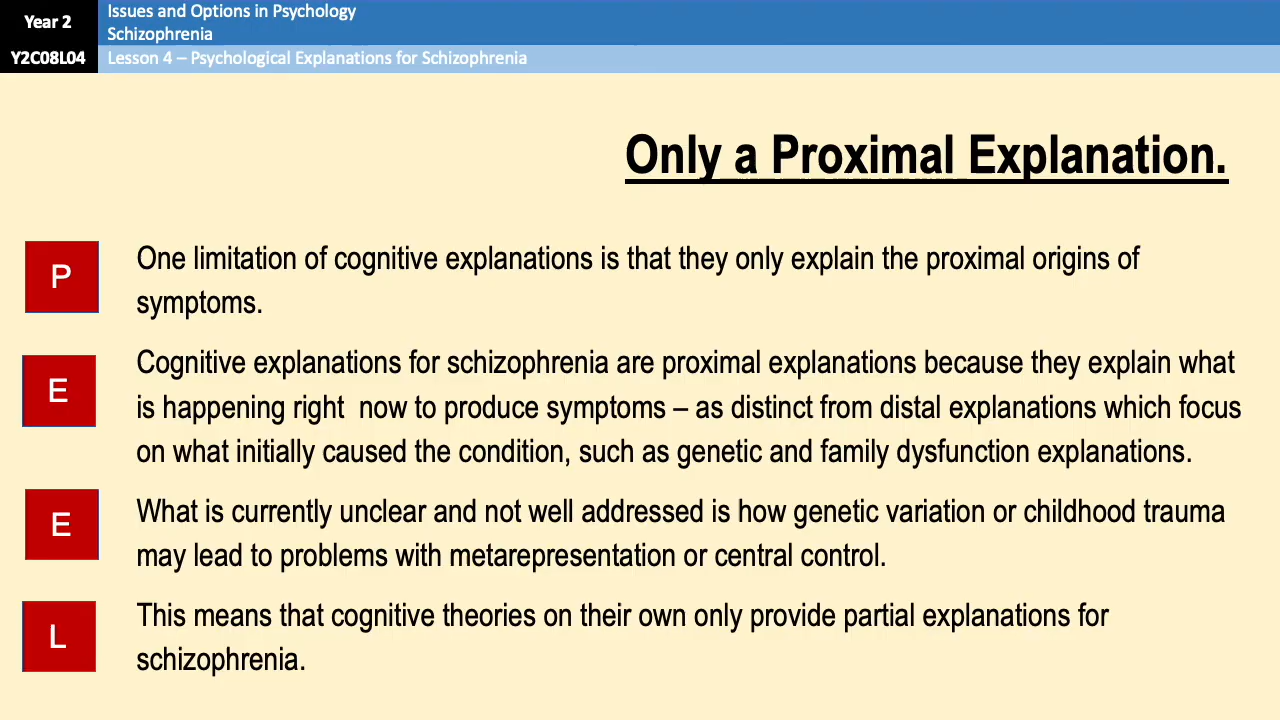 Year 2
Issues and Options in Psychology
Schizophrenia
Y2C08L04
Lesson 4 – Psychological Explanations for Schizophrenia
Only a Proximal Explanation.
P
One limitation of cognitive explanations is that they only explain the proximal origins of
symptoms.
E
Cognitive explanations for schizophrenia are proximal explanations because they explain what
is happening right  now to produce symptoms – as distinct from distal explanations which focus
on what initially caused the condition, such as genetic and family dysfunction explanations.
E
What is currently unclear and not well addressed is how genetic variation or childhood trauma
may lead to problems with metarepresentation or central control.
L
This means that cognitive theories on their own only provide partial explanations for
schizophrenia.